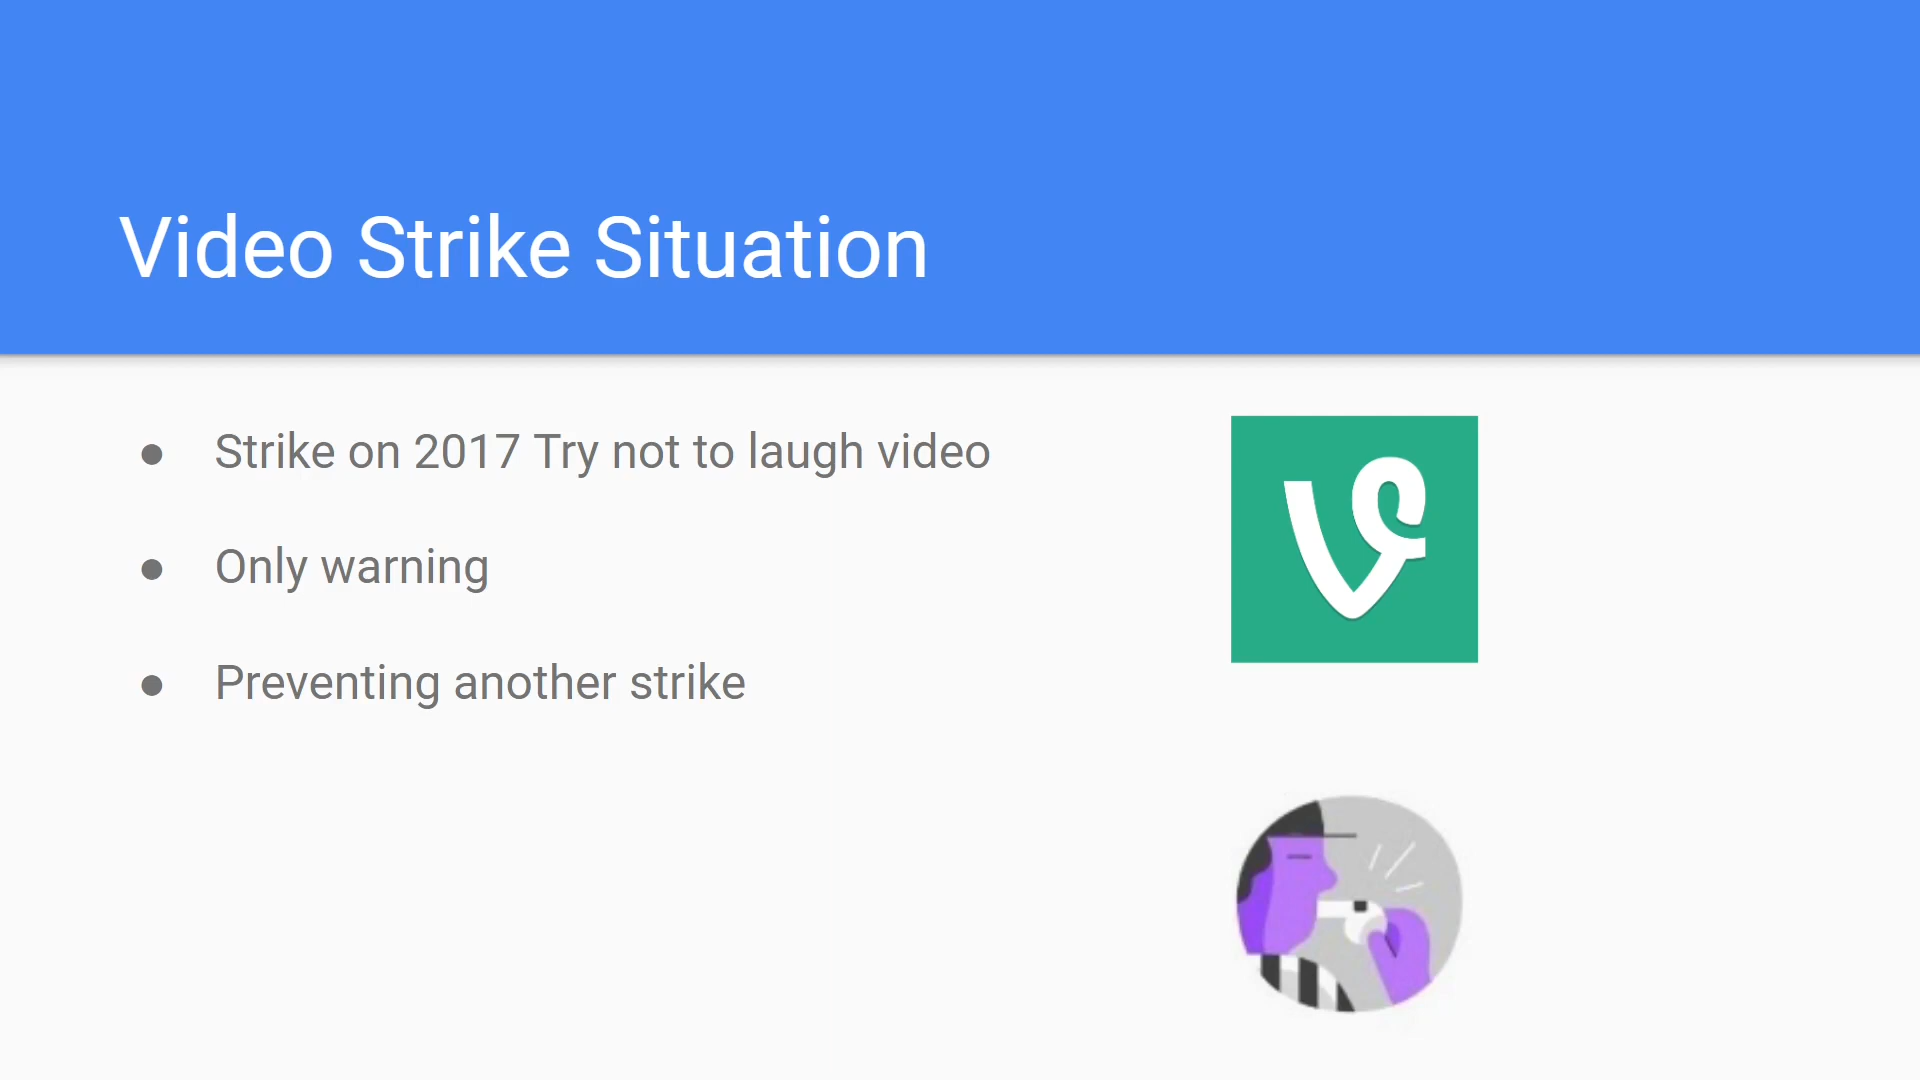 Video Strike Situation
● Strike on 2017 Try not to laugh video
● Only warning
● Preventing another strike